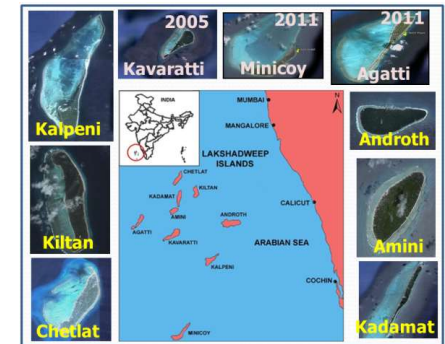 2005
2011
2011
Kavaratti
Minicoy
Agatti
Kalpeni
Androth
Kiltan
Amini
Chetlat
Kadamat
INDIA
N
MUMBAI
MANGALORE
LAKSHADWEEP
ISLANDS
CHETLAT
KADAMAT
KILTAN
AMINI
ANDROTH
CALICUT
AGATTI
KAVARATTI
ARABIAN SEA
KALPENI
COCHIN
MINICOY